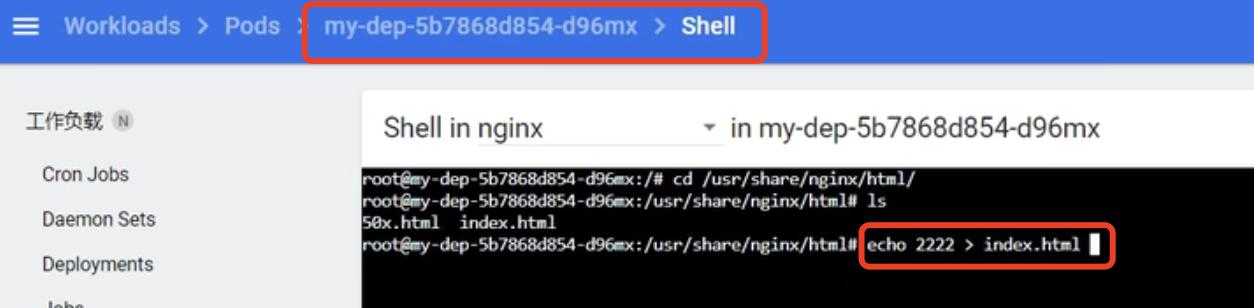 Workloads > Pods > my-dep-5b7868d854-d96mx > Shell
工作负载 N
Cron Jobs
Daemon Sets
Deployments
Jobs
Shell in nginx in my-dep-5b7868d854-d96mx
root@my-dep-5b7868d854-d96mx:/# cd /usr/share/nginx/html/
root@my-dep-5b7868d854-d96mx:/usr/share/nginx/html# ls
50x.html  index.html
root@my-dep-5b7868d854-d96mx:/usr/share/nginx/html# echo 2222 > index.html